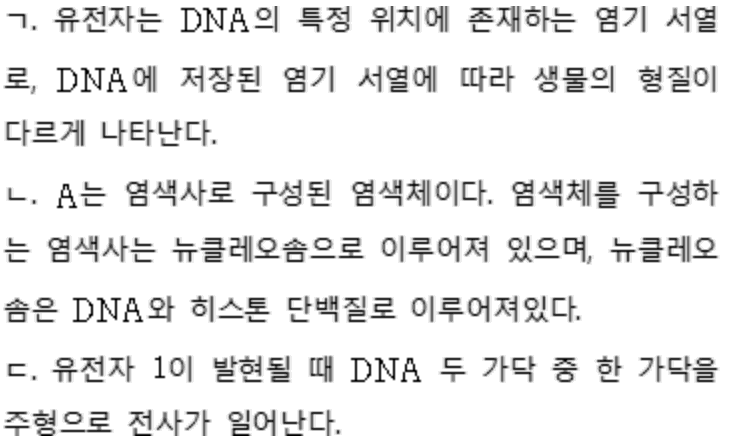 ㄱ. 유전자는 DNA의 특정 위치에 존재하는 염기 서열
로, DNA에 저장된 염기 서열에 따라 생물의 형질이
다르게 나타난다.
ㄴ. A는 염색사로 구성된 염색체이다. 염색체를 구성하
는 염색사는 뉴클레오솜으로 이루어져 있으며, 뉴클레오
솜은 DNA와 히스톤 단백질로 이루어져있다.
ㄷ. 유전자 1이 발현될 때 DNA 두 가닥 중 한 가닥을
주형으로 전사가 일어난다.